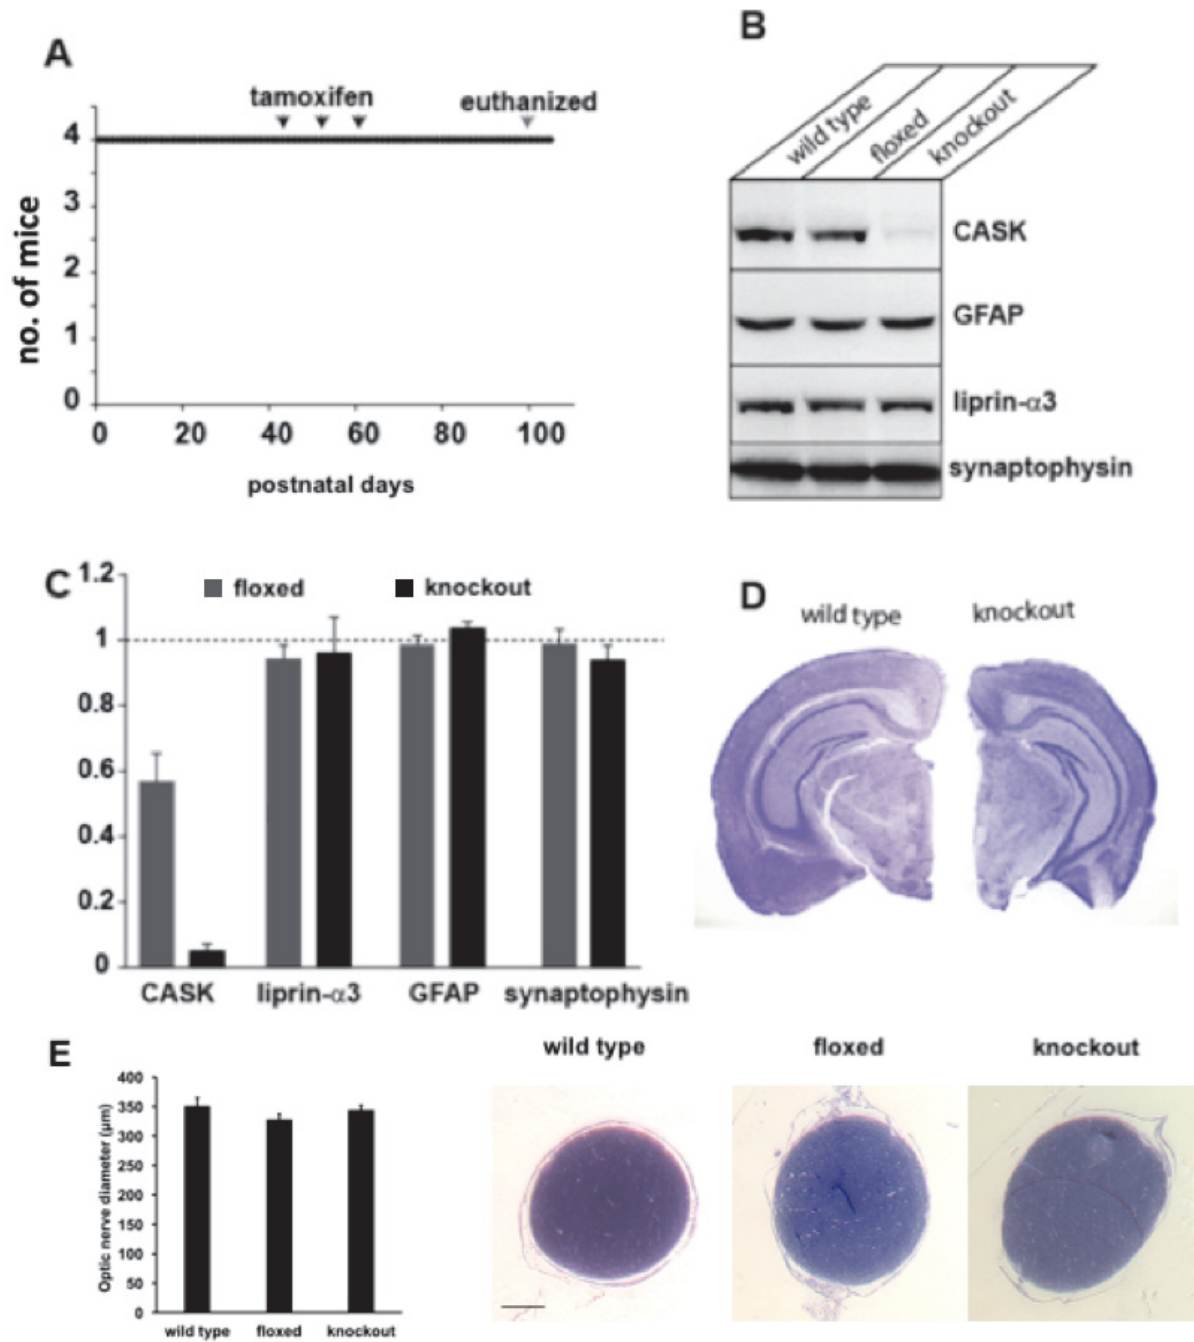 A
tamoxifen
euthanized
4
3
2
1
0
no. of mice
0 20 40 60 80 100
postnatal days
B
wild type
floxed
knockout
CASK
GFAP
liprin-α3
synaptophysin
C
floxed
knockout
1.2
1
0.8
0.6
0.4
0.2
0
CASK liprin-α3 GFAP synaptophysin
D
wild type knockout
E
Optic nerve diameter (µm)
400
350
300
250
200
150
100
50
0
wild type floxed knockout
wild type floxed knockout